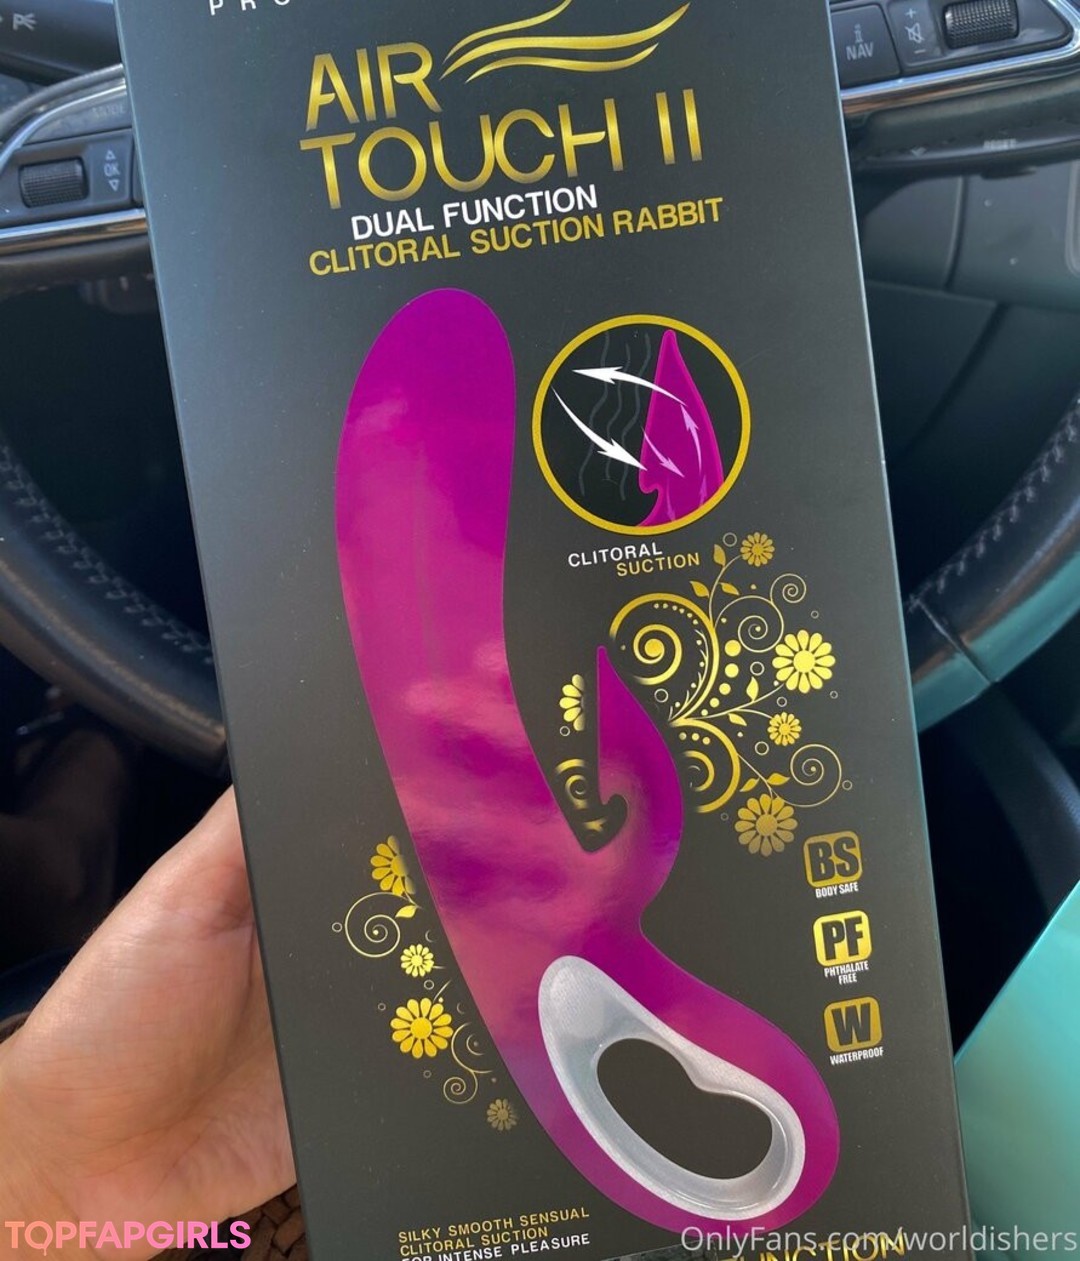 AIR
TOUCH II
DUAL FUNCTION
CLITORAL SUCTION RABBIT
CLITORAL
SUCTION
BS
BODY SAFE
PF
PHTHALATE
FREE
W
WATERPROOF
SILKY SMOOTH SENSUAL
CLITORAL SUCTION
FOR INTENSE PLEASURE
FUNCTION
NAV
OK
TOPFAPGIRLS
OnlyFans.com/worldishers